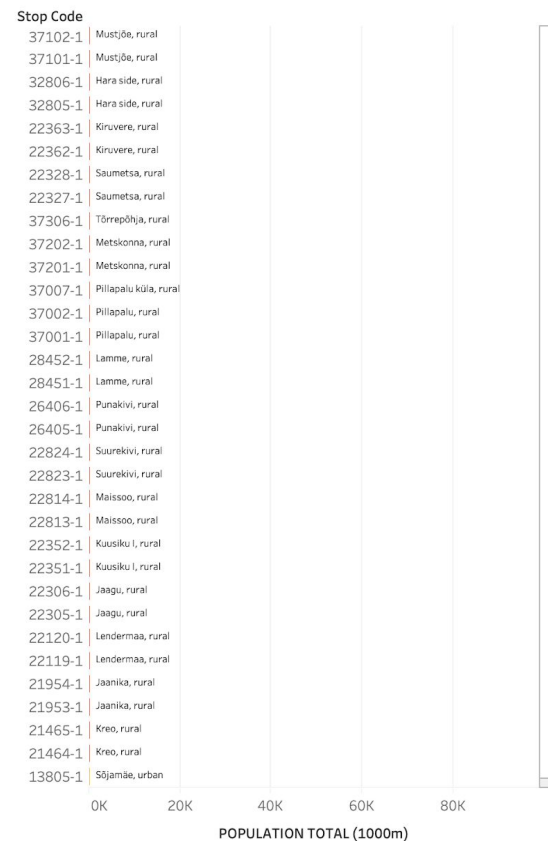 Stop Code
37102-1 Mustjõe, rural
37101-1 Mustjõe, rural
32806-1 Hara side, rural
32805-1 Hara side, rural
22363-1 Kiruvere, rural
22362-1 Kiruvere, rural
22328-1 Saumetsa, rural
22327-1 Saumetsa, rural
37306-1 Tõrrepõhja, rural
37202-1 Metskonna, rural
37201-1 Metskonna, rural
37007-1 Pillapalu küla, rural
37002-1 Pillapalu, rural
37001-1 Pillapalu, rural
28452-1 Lamme, rural
28451-1 Lamme, rural
26406-1 Punakivi, rural
26405-1 Punakivi, rural
22824-1 Suurekivi, rural
22823-1 Suurekivi, rural
22814-1 Maissoo, rural
22813-1 Maissoo, rural
22352-1 Kuusiku I, rural
22351-1 Kuusiku I, rural
22306-1 Jaagu, rural
22305-1 Jaagu, rural
22120-1 Lendermaa, rural
22119-1 Lendermaa, rural
21954-1 Jaanika, rural
21953-1 Jaanika, rural
21465-1 Kreo, rural
21464-1 Kreo, rural
13805-1 Sõjamäe, urban
0K 20K 40K 60K 80K
POPULATION TOTAL (1000m)